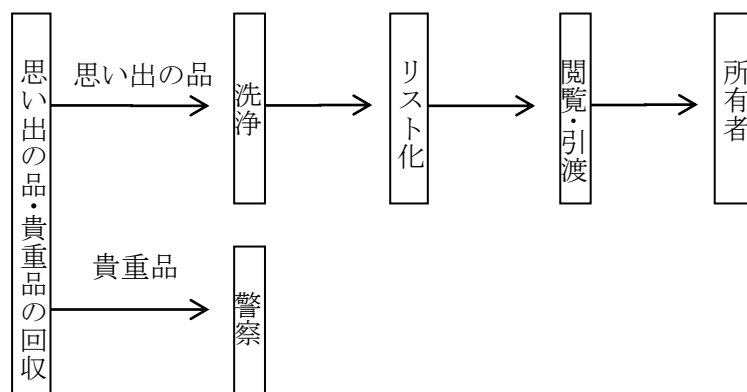 思い出の品・貴重品の回収
思い出の品
洗浄
リスト化
閲覧・引渡
所有者
貴重品
警察